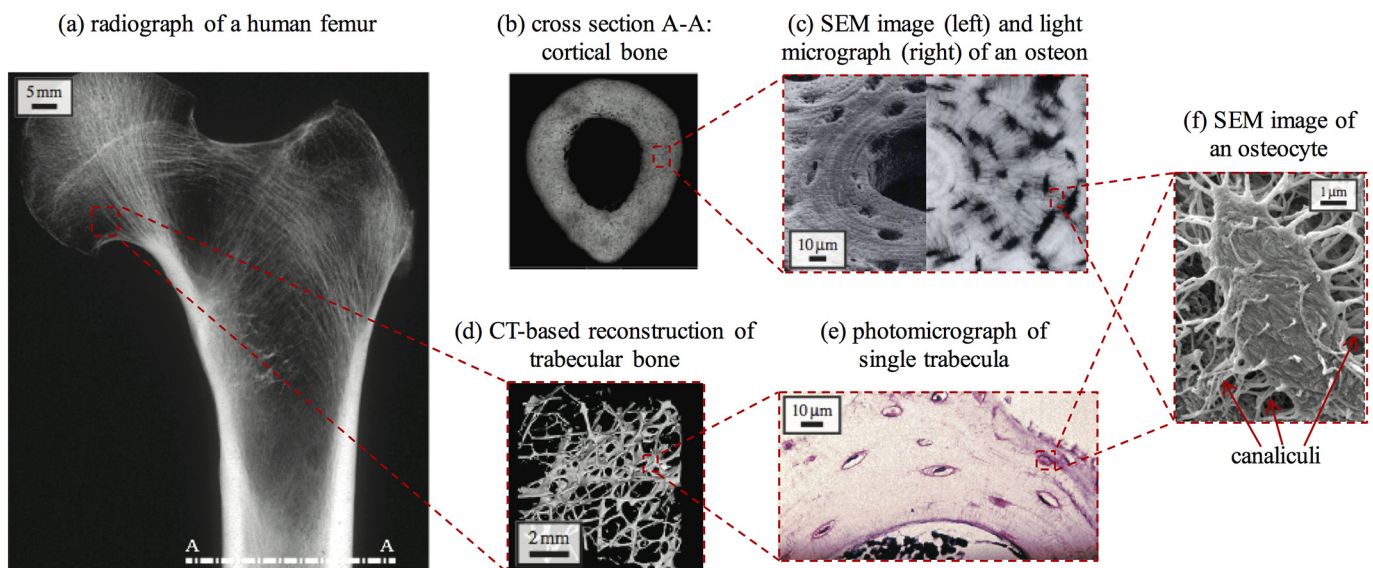 (a) radiograph of a human femur
5 mm
A
A
(b) cross section A-A:
cortical bone
(c) SEM image (left) and light
micrograph (right) of an osteon
10 μm
(d) CT-based reconstruction of
trabecular bone
2 mm
(e) photomicrograph of
single trabecula
10 μm
(f) SEM image of
an osteocyte
1 μm
canaliculi